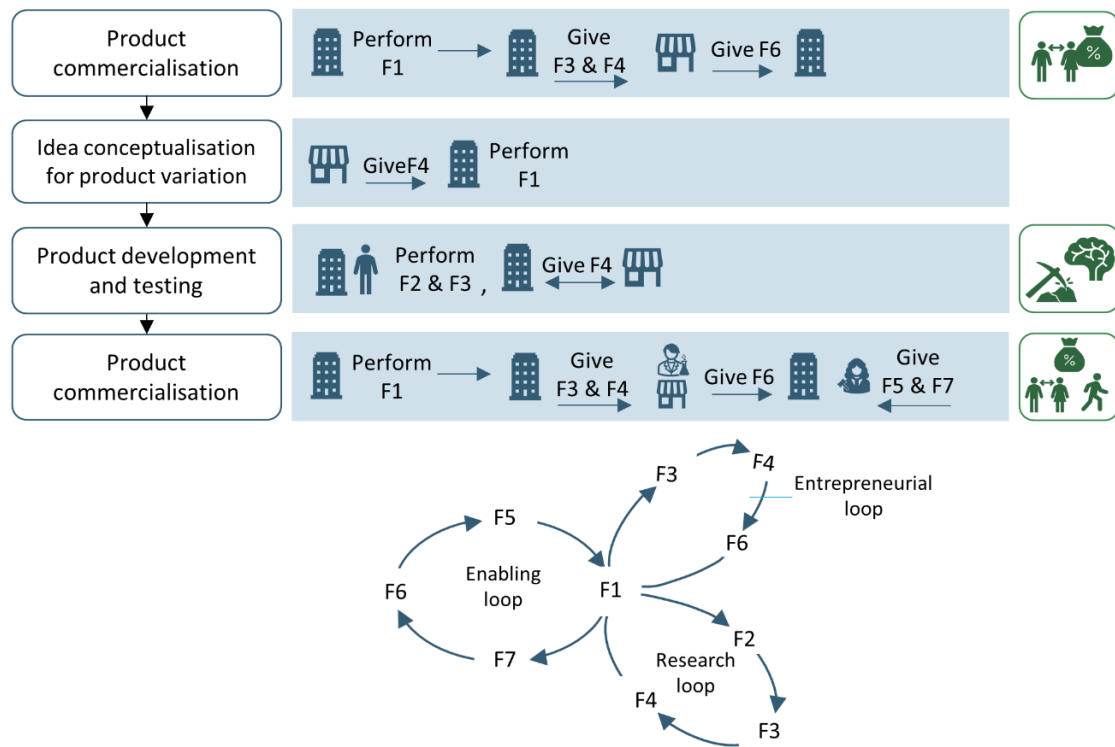 Product
commercialisation
Perform
F1
Give
F3 & F4
Give F6
%
Idea conceptualisation
for product variation
GiveF4
Perform
F1
Product development
and testing
Perform
F2 & F3 ,
Give F4
Product
commercialisation
Perform
F1
Give
F3 & F4
Give F6
Give
F5 & F7
%
F3
F4
Entrepreneurial
loop
F5
F6
F6
Enabling
loop
F1
F7
F2
Research
loop
F4
F3